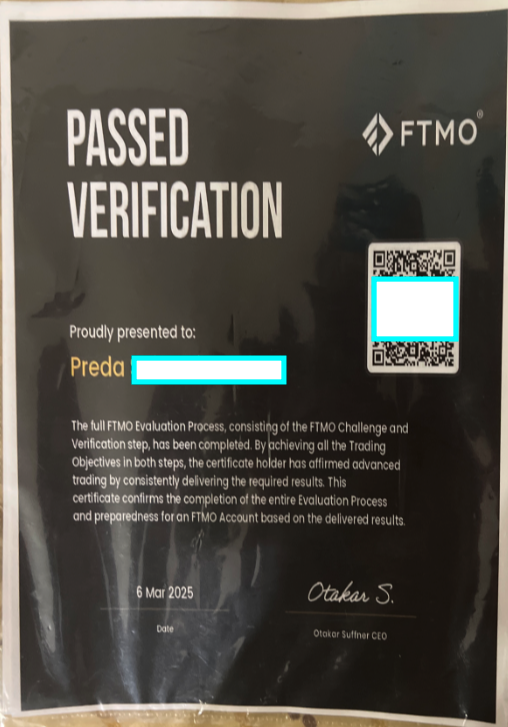 PASSED
VERIFICATION
FTMO®
Proudly presented to:
Preda
The full FTMO Evaluation Process, consisting of the FTMO Challenge and
Verification step, has been completed. By achieving all the Trading
Objectives in both steps, the certificate holder has affirmed advanced
trading by consistently delivering the required results. This
certificate confirms the completion of the entire Evaluation Process
and preparedness for an FTMO Account based on the delivered results.
6 Mar 2025
Date
Otakar S.
Otakar Suffner CEO